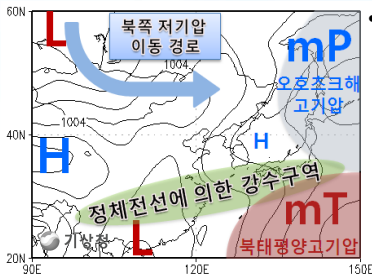 60N
L
북쪽 저기압
이동 경로
mP
오호츠크해
고기압
1004
1004
40N
H
H
정체전선에 의한 강수구역
mT
북태평양고기압
기상청
L
20N
90E
120E
150E